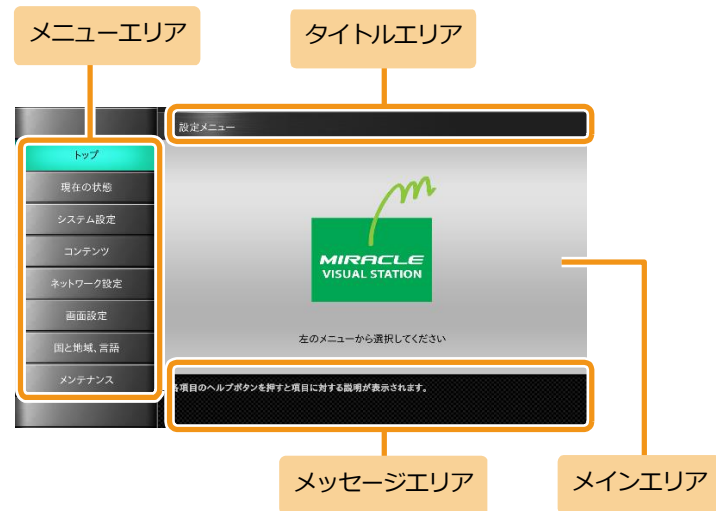 メニューエリア
タイトルエリア
設定メニュー
トップ
現在の状態
システム設定
コンテンツ
ネットワーク設定
画面設定
国と地域、言語
メンテナンス
MIRACLE
VISUAL STATION
左のメニューから選択してください
各項目のヘルプボタンを押すと項目に対する説明が表示されます。
メッセージエリア
メインエリア